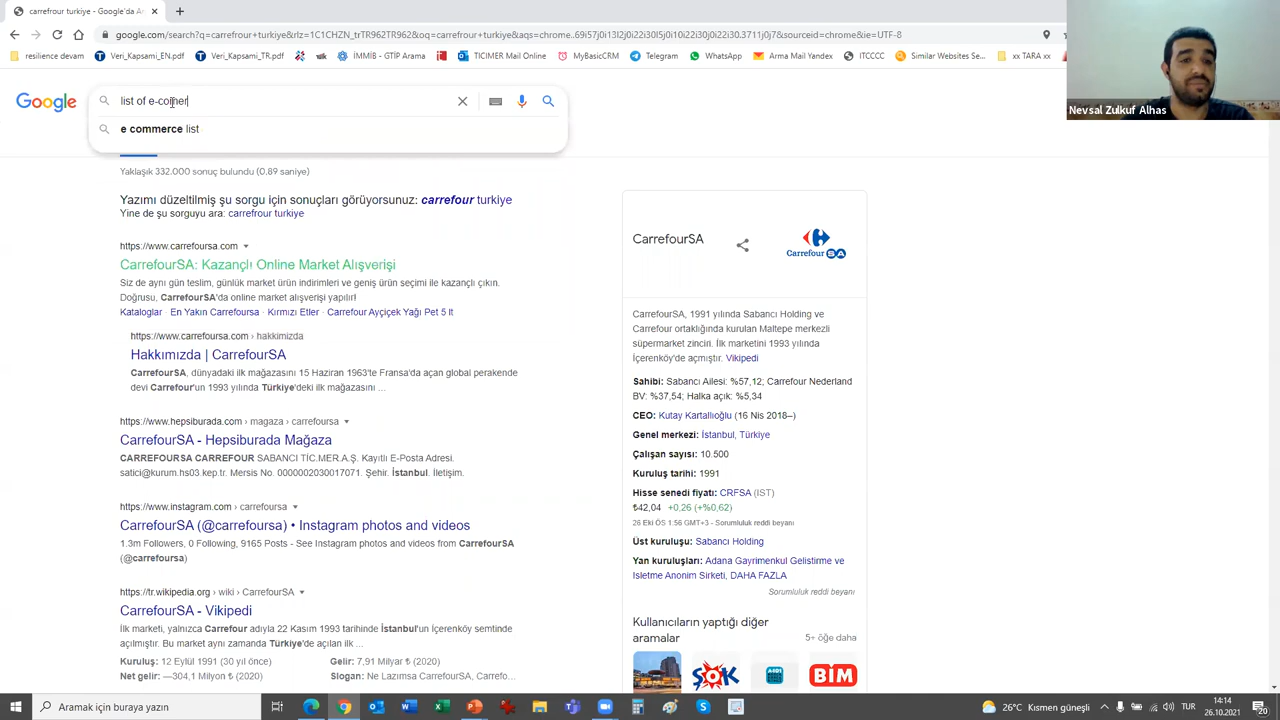 carrefrour turkiye - Google'da A
google.com/search?q=carrefrour+turkiye&rlz=1C1CHZN_trTR962TR962&oq=carrefrour+turkiye&aqs=chrome..69i57j0i13l2j0i22i30l5j0i10i22i30j0i22i30.3711j0j7&sourceid=chrome&ie=UTF-8
resilience devam
Veri_Kapsami_EN.pdf
Veri_Kapsami_TR.pdf
İMMİB - GTİP Arama
TICIMER Mail Online
MyBasicCRM
Telegram
WhatsApp
Arma Mail Yandex
ITCCCC
Similar Websites Se...
xx TARA xx
Nevsal Zulkuf Alhas
Google
list of e-comer
e commerce list
Yaklaşık 332.000 sonuç bulundu (0.89 saniye)
Yazımı düzeltilmiş şu sorgu için sonuçları görüyorsunuz: carrefour turkiye
Yine de şu sorguyu ara: carrefrour turkiye
https://www.carrefoursa.com
CarrefourSA: Kazançlı Online Market Alışverişi
Siz de aynı gün teslim, günlük market ürün indirimleri ve geniş ürün seçimi ile kazançlı çıkın.
Doğrusu, CarrefourSA'da online market alışverişi yapılır!
Kataloglar · En Yakın Carrefoursa · Kırmızı Etler · Carrefour Ayçiçek Yağı Pet 5 lt
https://www.carrefoursa.com › hakkimizda
Hakkımızda | CarrefourSA
CarrefourSA, dünyadaki ilk mağazasını 15 Haziran 1963'te Fransa'da açan global perakende
devi Carrefour'un 1993 yılında Türkiye'deki ilk mağazasını ...
https://www.hepsiburada.com › magaza › carrefoursa
CarrefourSA - Hepsiburada Mağaza
CARREFOURSA CARREFOUR SABANCI TİC.MER A.Ş. Kayıtlı E-Posta Adresi.
satici@kurum.hs03 kep.tr. Mersis No. 0000002030017071. Şehir. İstanbul. İletişim.
https://www.instagram.com › carrefoursa
CarrefourSA (@carrefoursa) • Instagram photos and videos
1.3m Followers, 0 Following, 9165 Posts - See Instagram photos and videos from CarrefourSA
(@carrefoursa)
https://tr.wikipedia.org › wiki › CarrefourSA
CarrefourSA - Vikipedi
İlk marketi, yalnızca Carrefour adıyla 22 Kasım 1993 tarihinde İstanbul'un İçerenköy semtinde
açılmıştır. Bu market aynı zamanda Türkiye'de açılan ilk ...
Kuruluş: 12 Eylül 1991 (30 yıl önce)
Gelir: 7,91 Milyar ₺ (2020)
Net gelir: —304,1 Milyon ₺ (2020)
Slogan: Ne Lazımsa CarrefourSA, Carrefo...
CarrefourSA
Carrefour SA
CarrefourSA, 1991 yılında Sabancı Holding ve
Carrefour ortaklığında kurulan Maltepe merkezli
süpermarket zinciri. İlk marketini 1993 yılında
İçerenköy'de açmıştır. Vikipedi
Sahibi: Sabancı Ailesi: %57,12; Carrefour Nederland
BV: %37,54; Halka açık: %5,34
CEO: Kutay Kartallıoğlu (16 Nis 2018–)
Genel merkezi: İstanbul, Türkiye
Çalışan sayısı: 10.500
Kuruluş tarihi: 1991
Hisse senedi fiyatı: CRFSA (IST)
₺42,04 +0,26 (+%0,62)
26 Eki ÖS 1:56 GMT+3 - Sorumluluk reddi beyanı
Üst kuruluşu: Sabancı Holding
Yan kuruluşları: Adana Gayrimenkul Gelistirme ve
Isletme Anonim Sirketi, DAHA FAZLA
Sorumluluk reddi beyanı
Kullanıcıların yaptığı diğer
aramalar
5+ öğe daha
ŞOK
A101
BİM
Aramak için buraya yazın
26°C Kısmen güneşli
TUR
14:14
26.10.2021
20